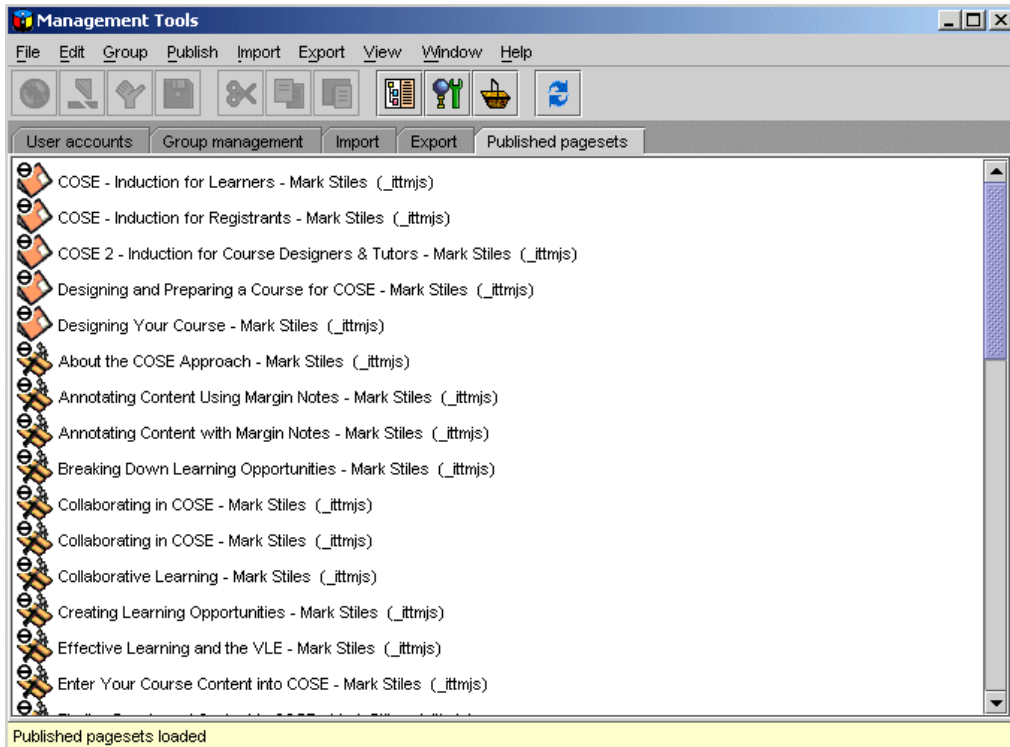 Management Tools
File Edit Group Publish Import Export View Window Help
User accounts Group management Import Export Published pagesets
COSE - Induction for Learners - Mark Stiles (_ittmjs)
COSE - Induction for Registrants - Mark Stiles (_ittmjs)
COSE 2 - Induction for Course Designers & Tutors - Mark Stiles (_ittmjs)
Designing and Preparing a Course for COSE - Mark Stiles (_ittmjs)
Designing Your Course - Mark Stiles (_ittmjs)
About the COSE Approach - Mark Stiles (_ittmjs)
Annotating Content Using Margin Notes - Mark Stiles (_ittmjs)
Annotating Content with Margin Notes - Mark Stiles (_ittmjs)
Breaking Down Learning Opportunities - Mark Stiles (_ittmjs)
Collaborating in COSE - Mark Stiles (_ittmjs)
Collaborating in COSE - Mark Stiles (_ittmjs)
Collaborative Learning - Mark Stiles (_ittmjs)
Creating Learning Opportunities - Mark Stiles (_ittmjs)
Effective Learning and the VLE - Mark Stiles (_ittmjs)
Enter Your Course Content into COSE - Mark Stiles (_ittmjs)
Published pagesets loaded